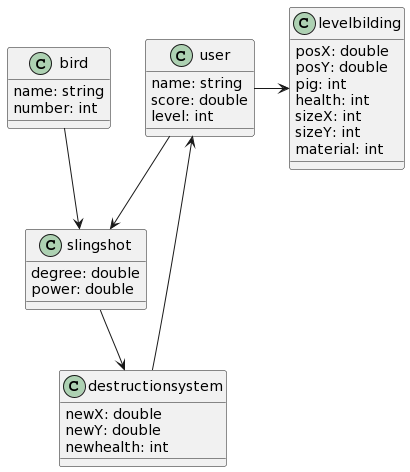 C bird
name: string
number: int
C user
name: string
score: double
level: int
C levelbilding
posX: double
posY: double
pig: int
health: int
sizeX: int
sizeY: int
material: int
C slingshot
degree: double
power: double
C destructionsystem
newX: double
newY: double
newhealth: int